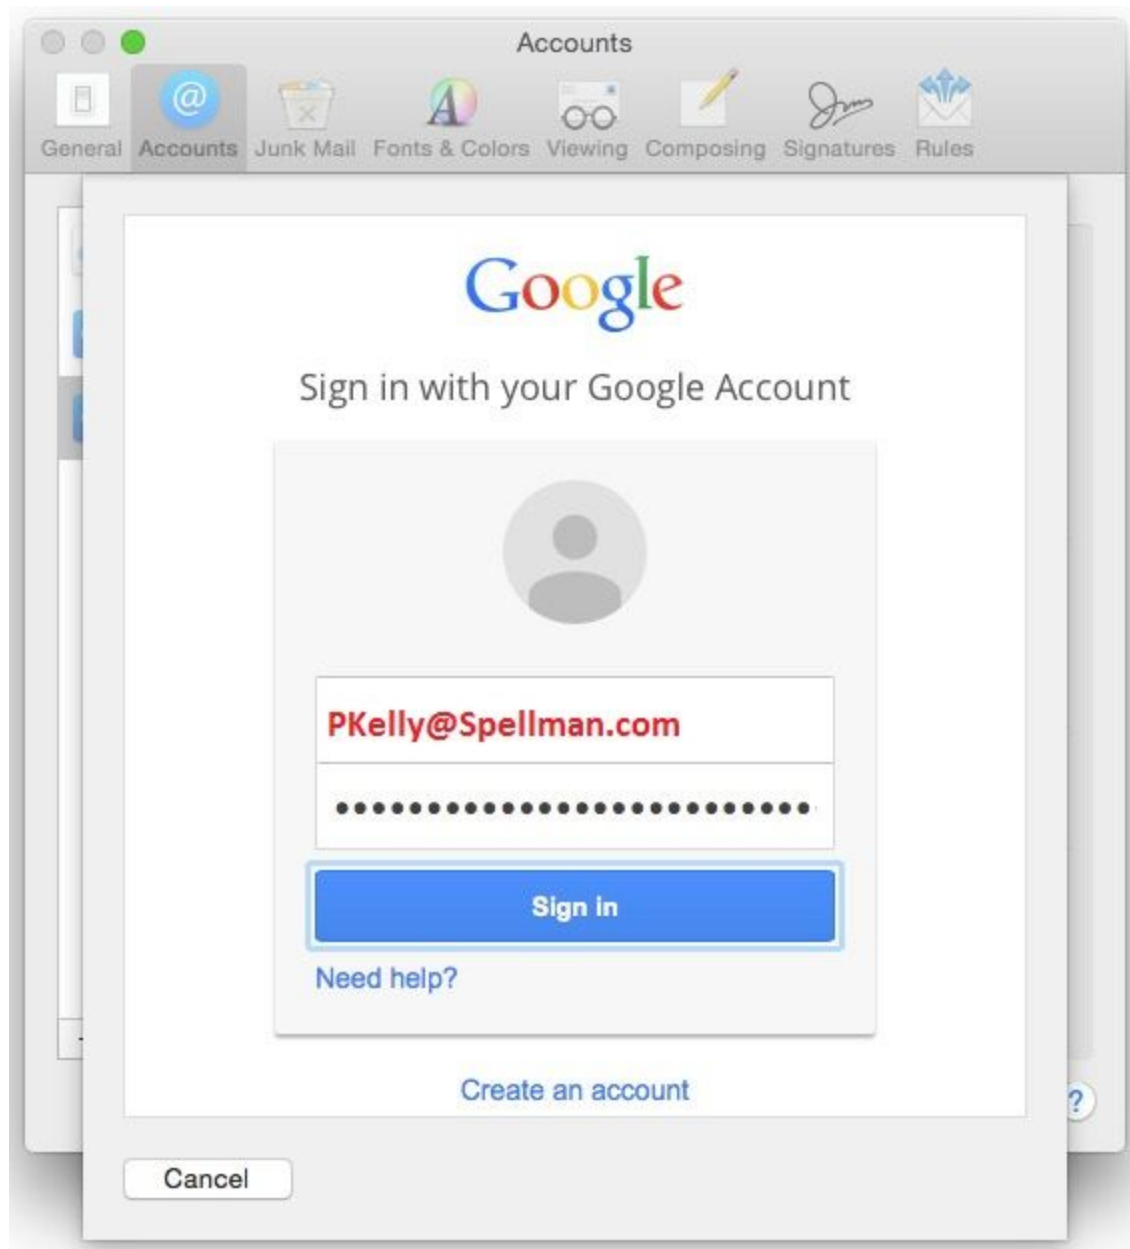 Accounts
@
General Accounts Junk Mail Fonts & Colors Viewing Composing Signatures Rules
Google
Sign in with your Google Account
PKelly@Spellman.com
••••••••••••••••••••••••••
Sign in
Need help?
Create an account
?
Cancel